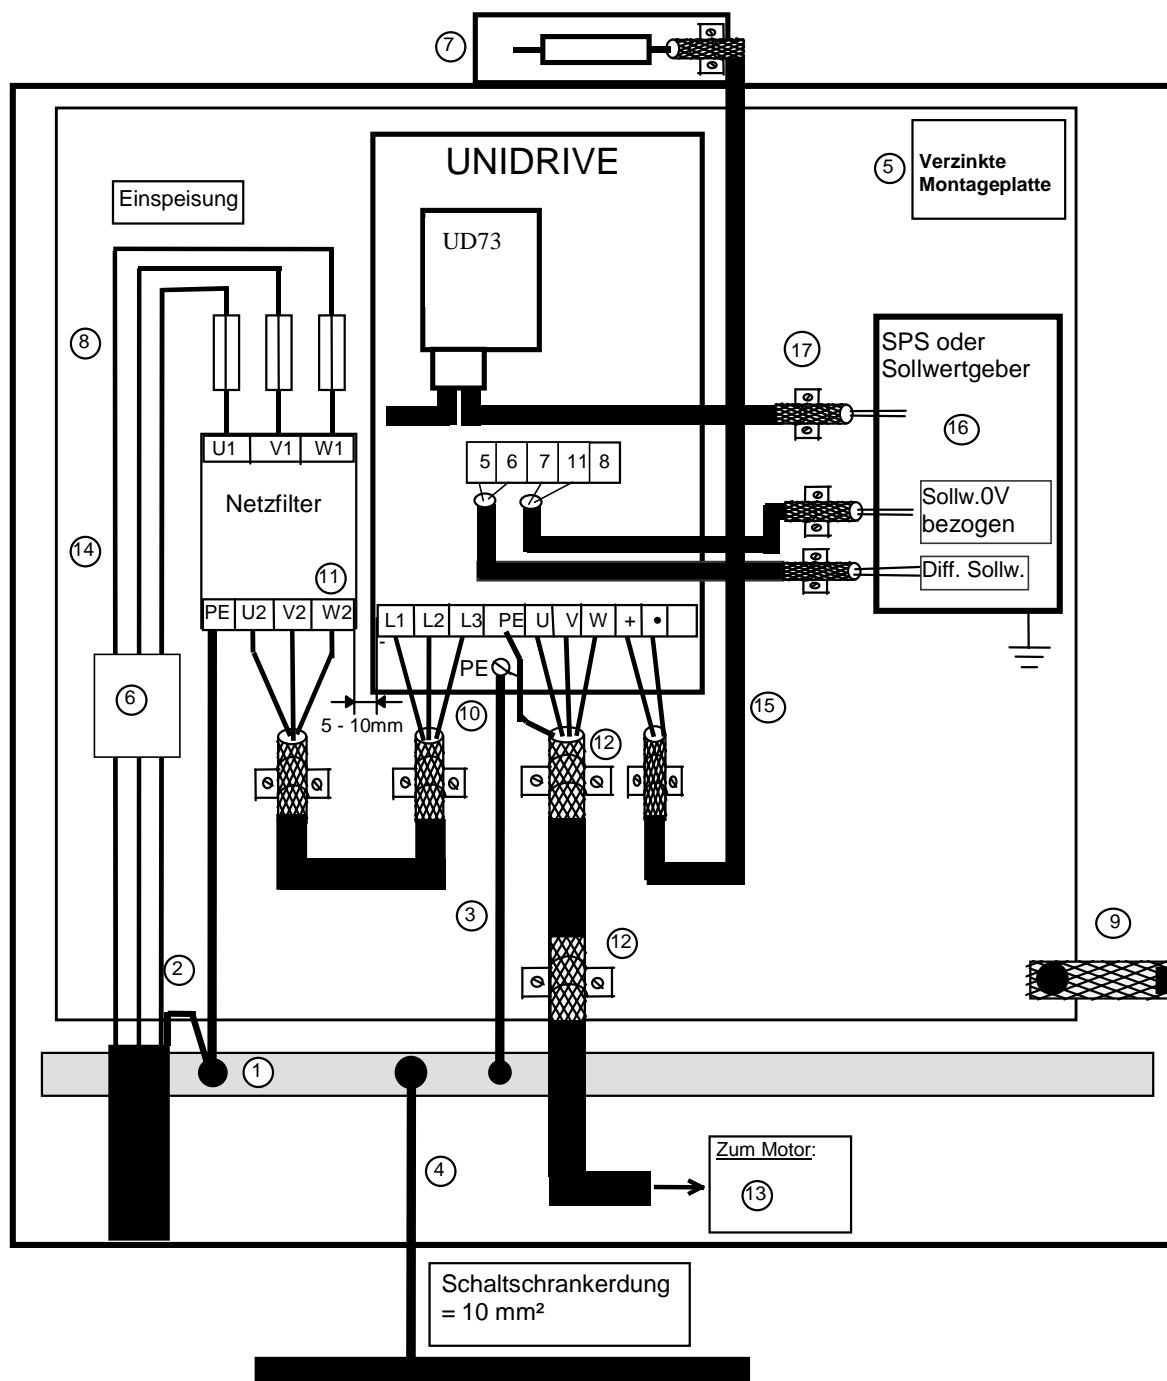 7
UNIDRIVE
5
Verzinkte
Montageplatte
Einspeisung
UD73
8
17
SPS oder
Sollwertgeber
16
U1 V1 W1
5 6 7 11 8
Netzfilter
Sollw.0V
bezogen
14
11
Diff. Sollw.
PE U2 V2 W2
L1 L2 L3 PE U V W + •
-
PE
6
5 - 10mm
10
12
15
3
12
9
2
1
4
Zum Motor:
13
Schaltschrankerdung
= 10 mm²